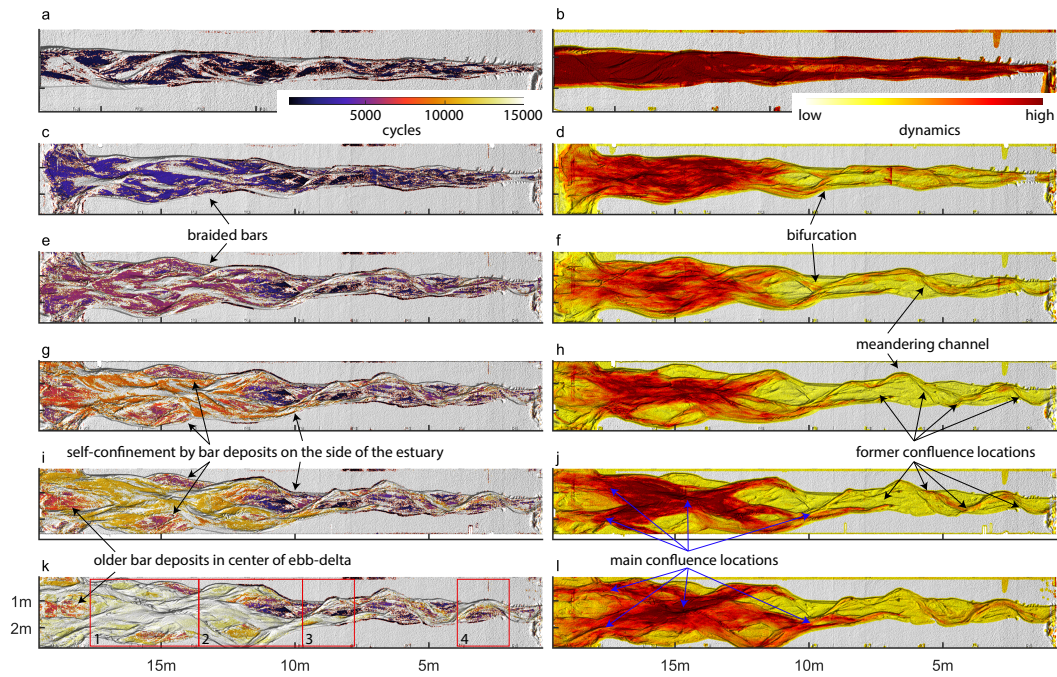 a
b
5000 10000 15000
cycles
low high
dynamics
c
d
braided bars
bifurcation
e
f
meandering channel
g
h
self-confinement by bar deposits on the side of the estuary
former confluence locations
i
j
older bar deposits in center of ebb-delta
main confluence locations
k
l
1m
2m
1 2 3 4
15m 10m 5m
15m 10m 5m